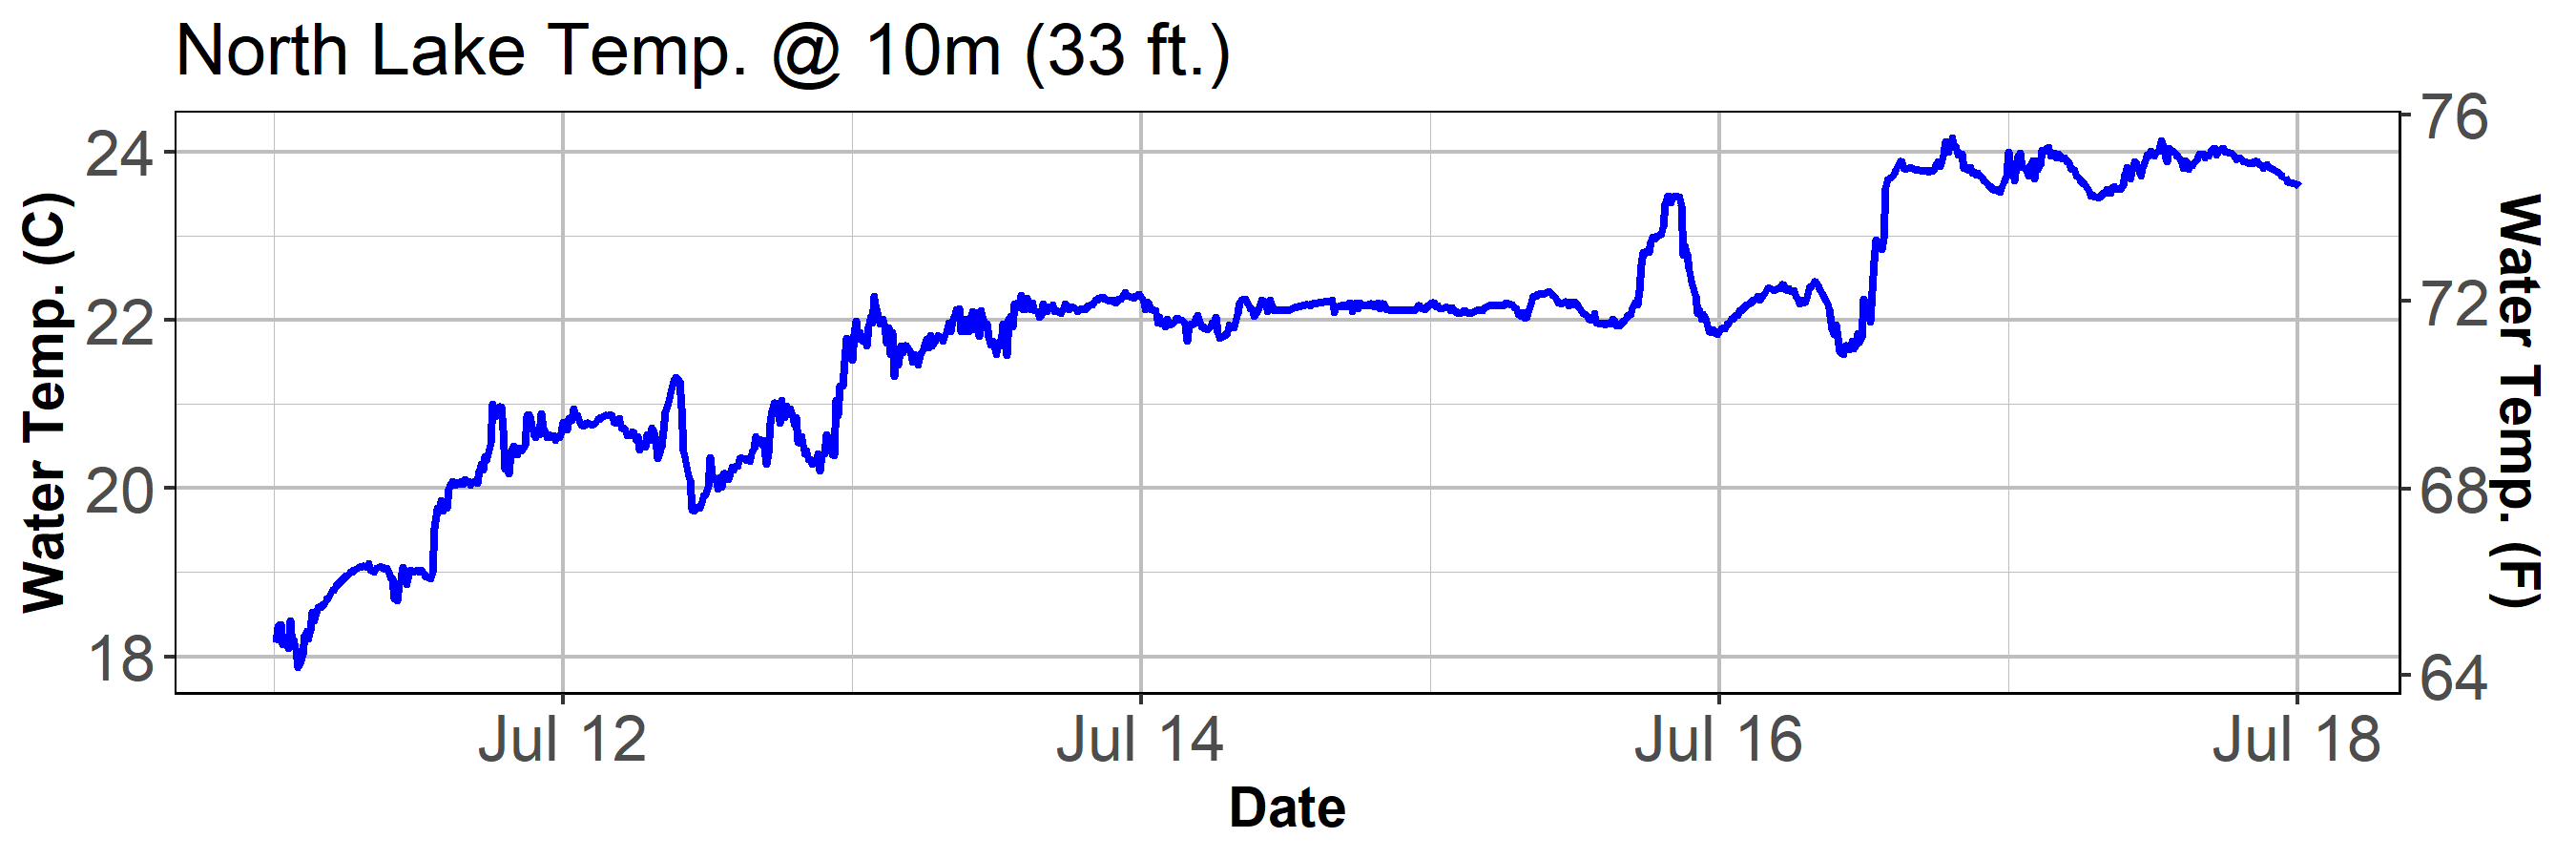 North Lake Temp. @ 10m (33 ft.)
Water Temp. (C)
24
22
20
18
76
72
68
64
Water Temp. (F)
Jul 12 Jul 14 Jul 16 Jul 18
Date